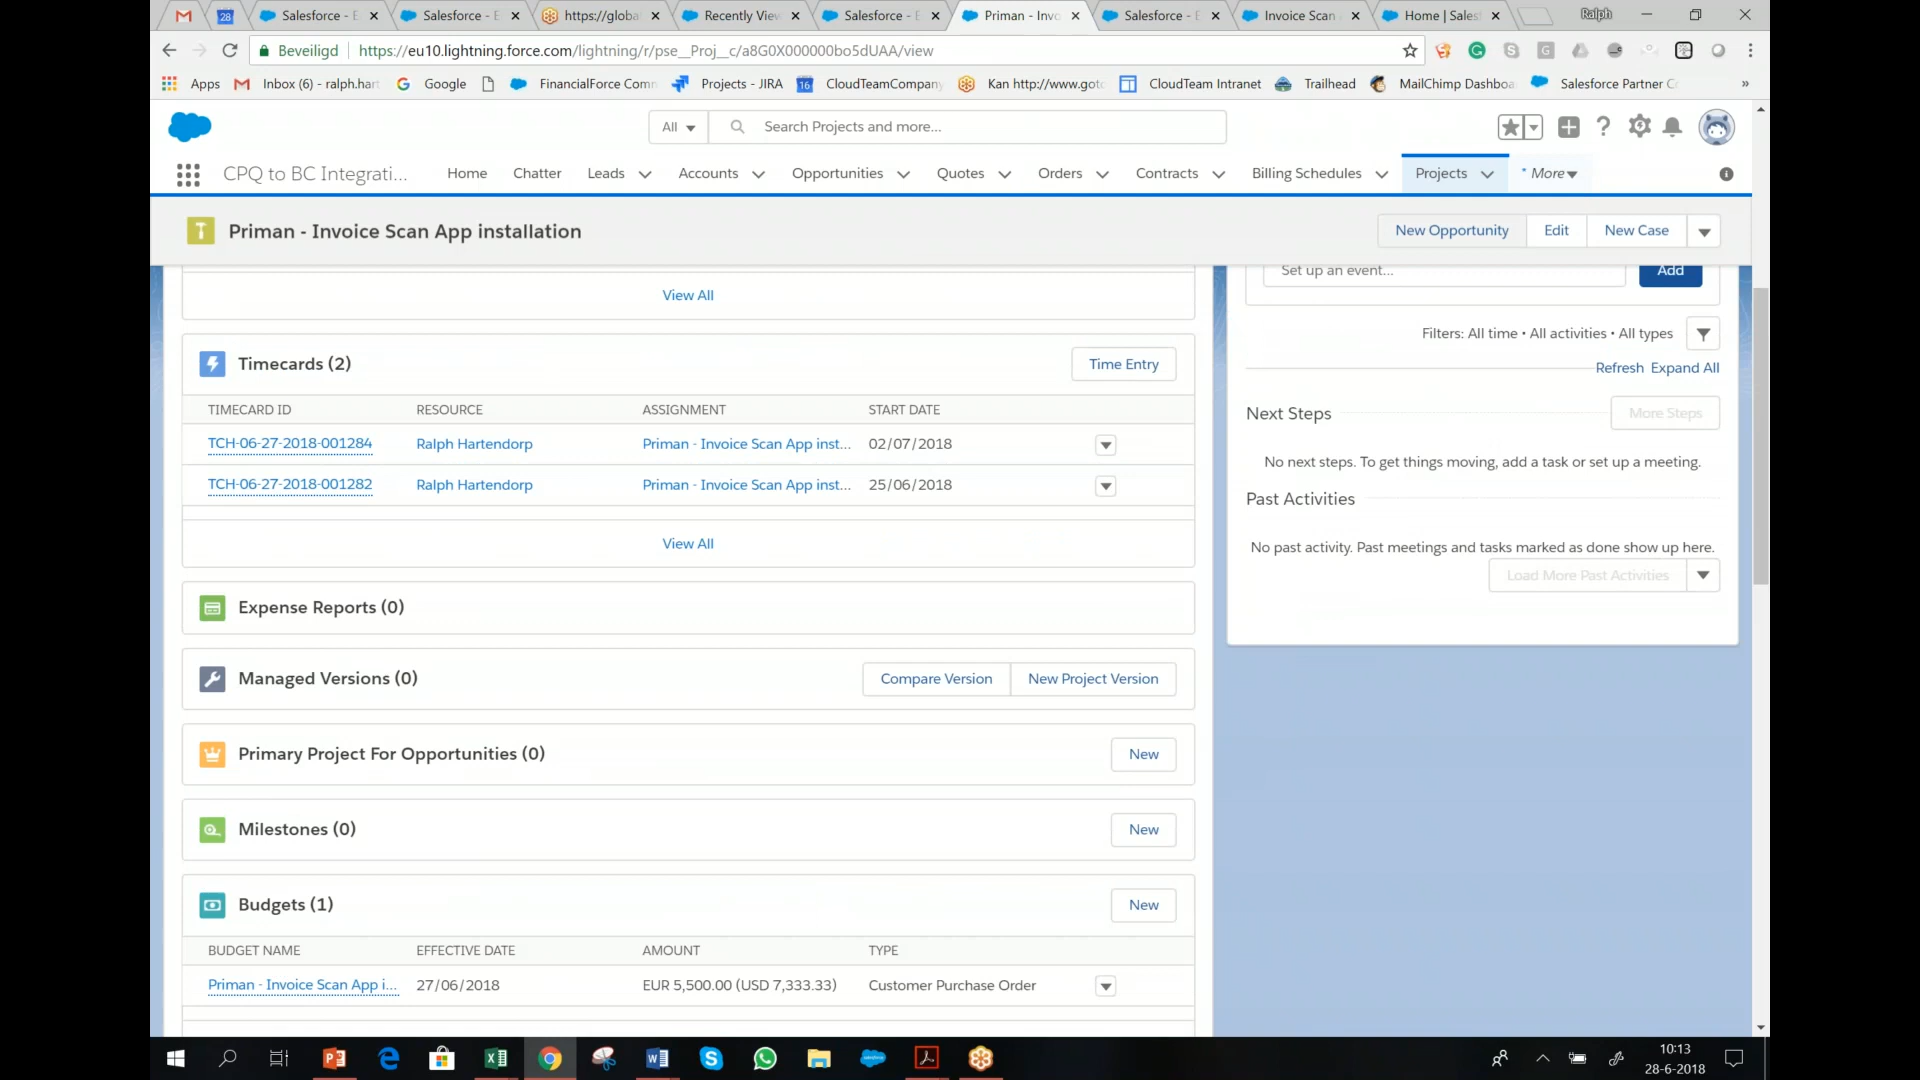 28
Salesforce - E
Salesforce - E
https://globa
Recently View
Salesforce - E
Priman - Invo
Salesforce - E
Invoice Scan
Home | Sales
Ralph
Beveiligd
https://eu10.lightning.force.com/lightning/r/pse__Proj__c/a8G0X000000bo5dUAA/view
Apps
Inbox (6) - ralph.hart
Google
FinancialForce Comm
Projects - JIRA
16
CloudTeamCompany
Kan http://www.goto
CloudTeam Intranet
Trailhead
MailChimp Dashboa
Salesforce Partner C
»
All
Search Projects and more...
CPQ to BC Integrati...
Home
Chatter
Leads
Accounts
Opportunities
Quotes
Orders
Contracts
Billing Schedules
Projects
* More
Priman - Invoice Scan App installation
New Opportunity
Edit
New Case
View All
Set up an event...
Add
Filters: All time • All activities • All types
Refresh Expand All
Timecards (2)
Time Entry
TIMECARD ID
RESOURCE
ASSIGNMENT
START DATE
TCH-06-27-2018-001284
Ralph Hartendorp
Priman - Invoice Scan App inst...
02/07/2018
TCH-06-27-2018-001282
Ralph Hartendorp
Priman - Invoice Scan App inst...
25/06/2018
View All
Next Steps
More Steps
No next steps. To get things moving, add a task or set up a meeting.
Past Activities
No past activity. Past meetings and tasks marked as done show up here.
Load More Past Activities
Expense Reports (0)
Managed Versions (0)
Compare Version
New Project Version
Primary Project For Opportunities (0)
New
Milestones (0)
New
Budgets (1)
New
BUDGET NAME
EFFECTIVE DATE
AMOUNT
TYPE
Priman - Invoice Scan App i...
27/06/2018
EUR 5,500.00 (USD 7,333.33)
Customer Purchase Order
10:13
28-6-2018